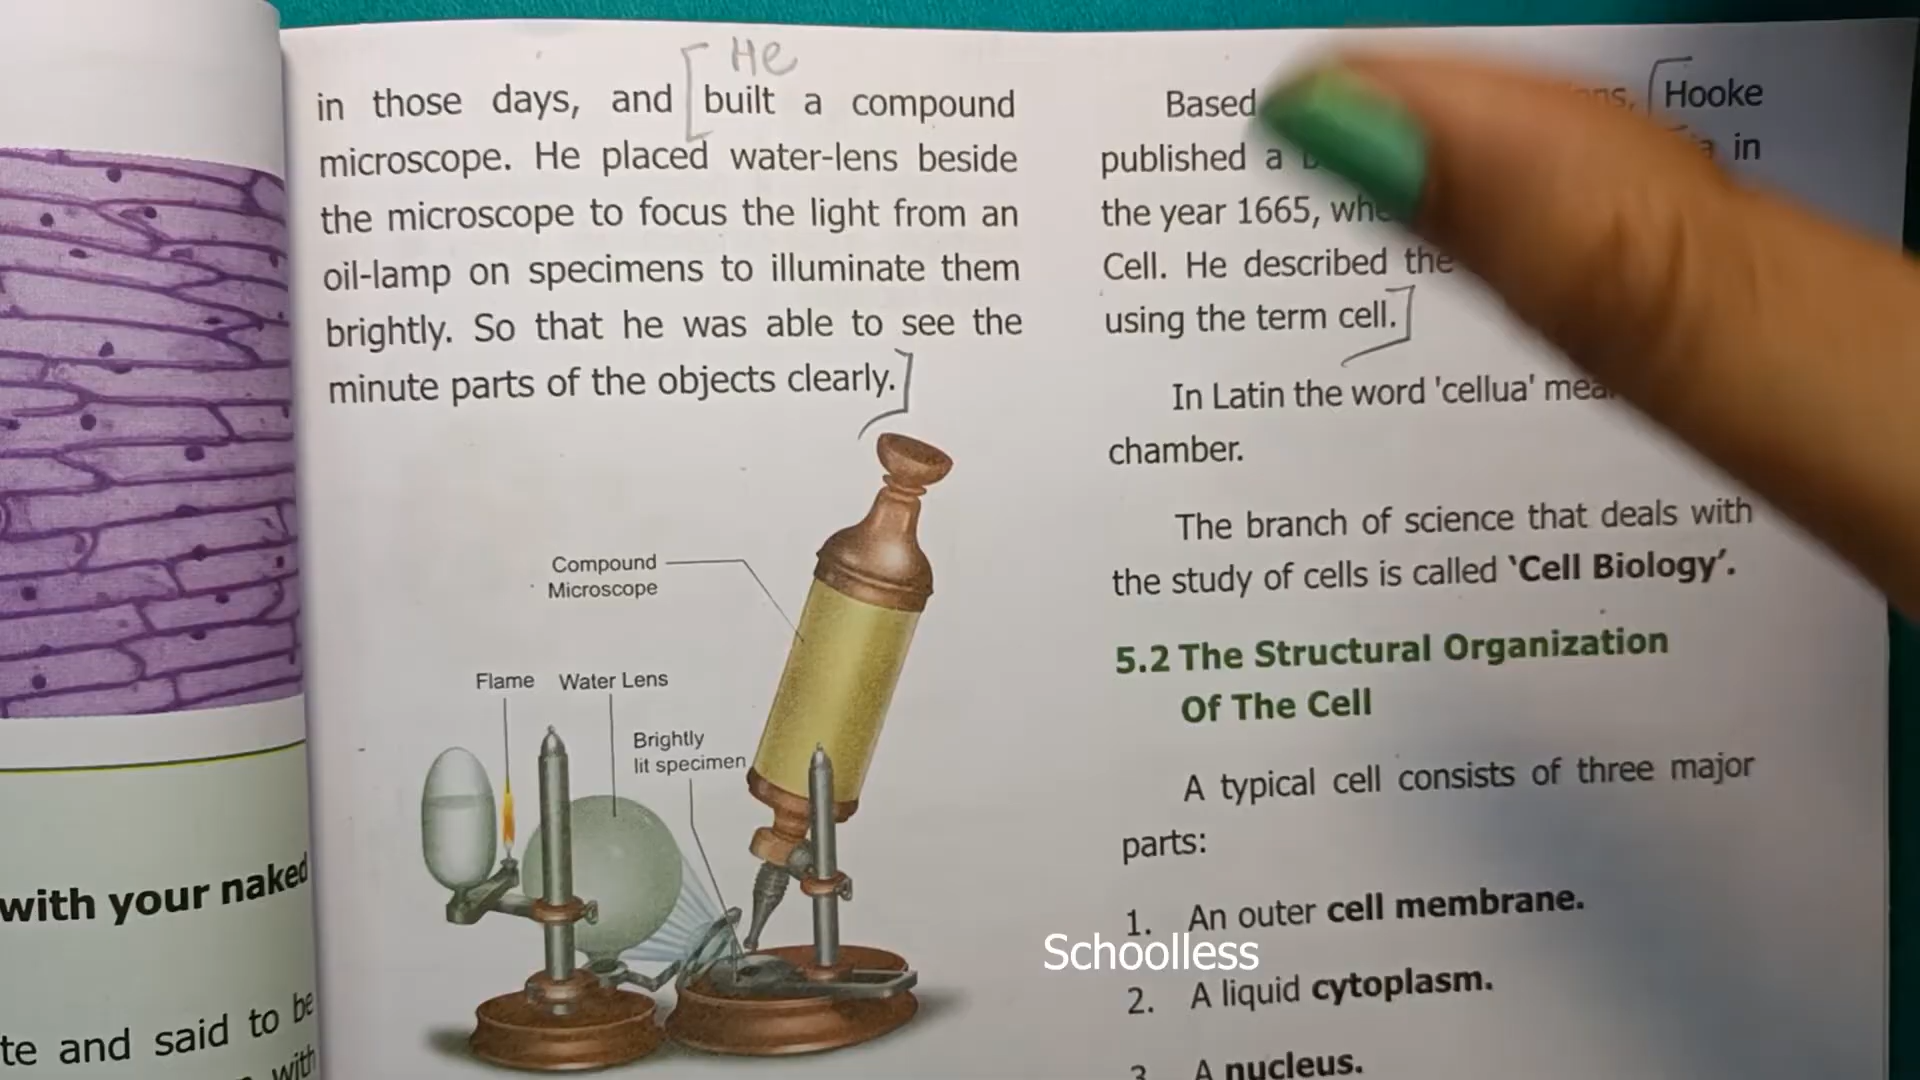 with your naked
te and said to be
with
He
in those days, and built a compound
microscope. He placed water-lens beside
the microscope to focus the light from an
oil-lamp on specimens to illuminate them
brightly. So that he was able to see the
minute parts of the objects clearly.
Compound
Microscope
Flame Water Lens
Brightly
lit specimen
Based Hooke
published a in
the year 1665,
Cell. He described the
using the term cell.
In Latin the word 'cellua'
chamber.
The branch of science that deals with
the study of cells is called ‘Cell Biology’.
5.2 The Structural Organization
Of The Cell
A typical cell consists of three major
parts:
1. An outer cell membrane.
Schoolless
2. A liquid cytoplasm.
3. A nucleus.